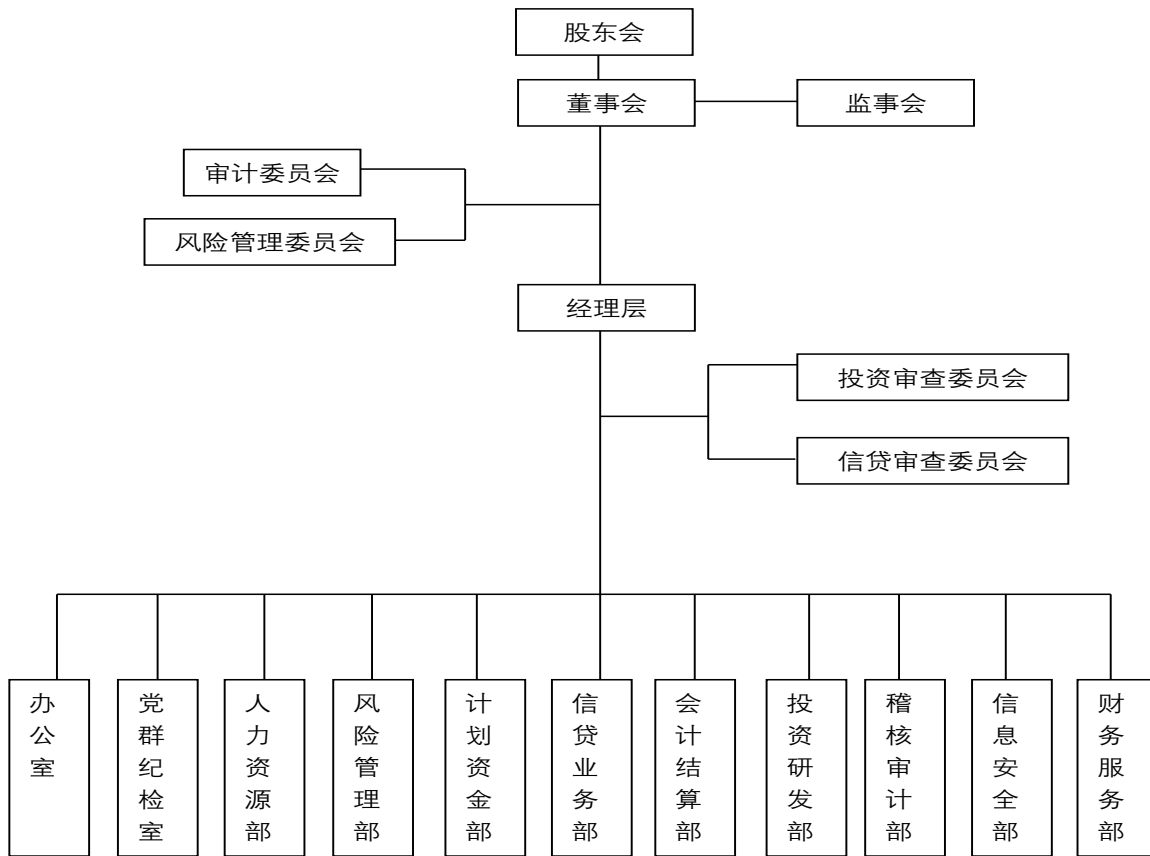 股东会
董事会
监事会
审计委员会
风险管理委员会
经理层
投资审查委员会
信贷审查委员会
办公室
党群纪检室
人力资源部
风险管理部
计划资金部
信贷业务部
会计结算部
投资研发部
稽核审计部
信息安全部
财务服务部